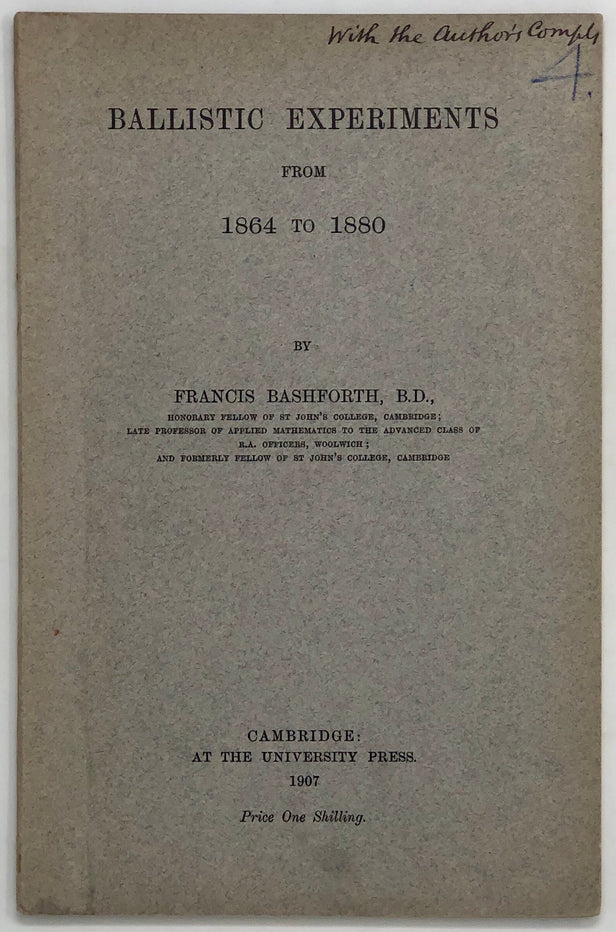 With the Author's Compls
4.
BALLISTIC EXPERIMENTS
FROM
1864 TO 1880
BY
FRANCIS BASHFORTH, B.D.,
HONORARY FELLOW OF ST JOHN'S COLLEGE, CAMBRIDGE;
LATE PROFESSOR OF APPLIED MATHEMATICS TO THE ADVANCED CLASS OF
R.A. OFFICERS, WOOLWICH;
AND FORMERLY FELLOW OF ST JOHN'S COLLEGE, CAMBRIDGE
CAMBRIDGE:
AT THE UNIVERSITY PRESS.
1907
Price One Shilling.